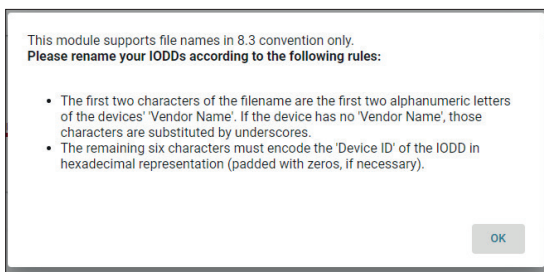 This module supports file names in 8.3 convention only.
Please rename your IODDs according to the following rules:
• The first two characters of the filename are the first two alphanumeric letters
of the devices' 'Vendor Name'. If the device has no 'Vendor Name', those
characters are substituted by underscores.
• The remaining six characters must encode the 'Device ID' of the IODD in
hexadecimal representation (padded with zeros, if necessary).
OK